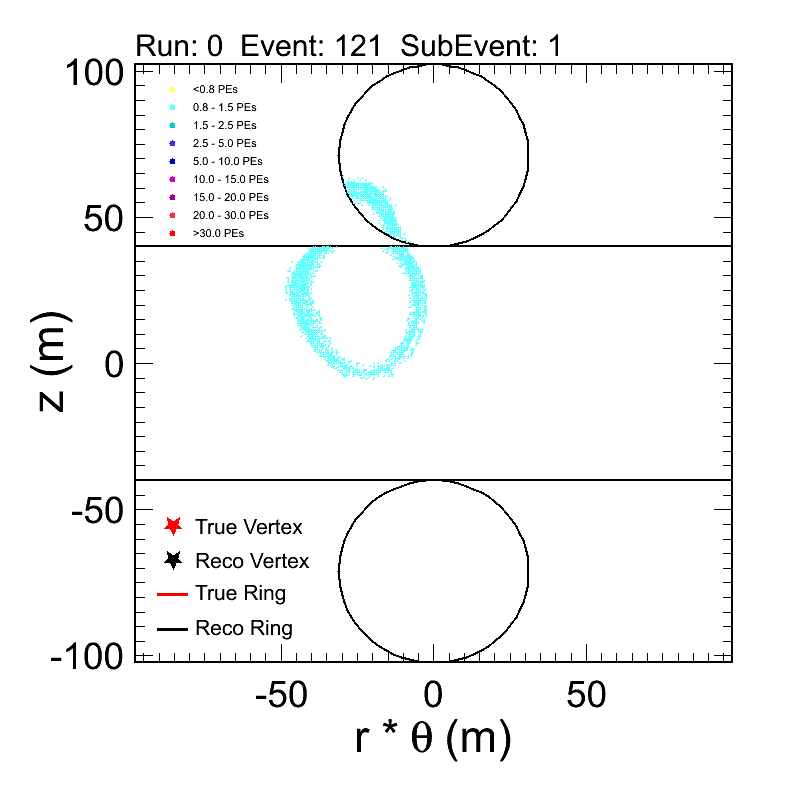 Run: 0  Event: 121  SubEvent: 1
100
<0.8 PEs
0.8 - 1.5 PEs
1.5 - 2.5 PEs
2.5 - 5.0 PEs
5.0 - 10.0 PEs
10.0 - 15.0 PEs
15.0 - 20.0 PEs
20.0 - 30.0 PEs
>30.0 PEs
50
0
z (m)
-50
True Vertex
Reco Vertex
True Ring
Reco Ring
-100
-50 0 50
r * θ (m)